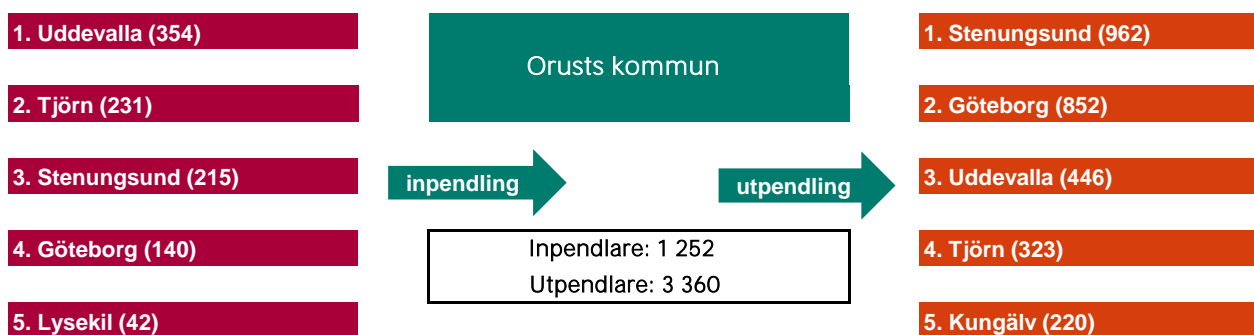 1. Uddevalla (354)
2. Tjörn (231)
3. Stenungsund (215)
4. Göteborg (140)
5. Lysekil (42)
Orusts kommun
inpendling
utpendling
Inpendlare: 1 252
Utpendlare: 3 360
1. Stenungsund (962)
2. Göteborg (852)
3. Uddevalla (446)
4. Tjörn (323)
5. Kungälv (220)